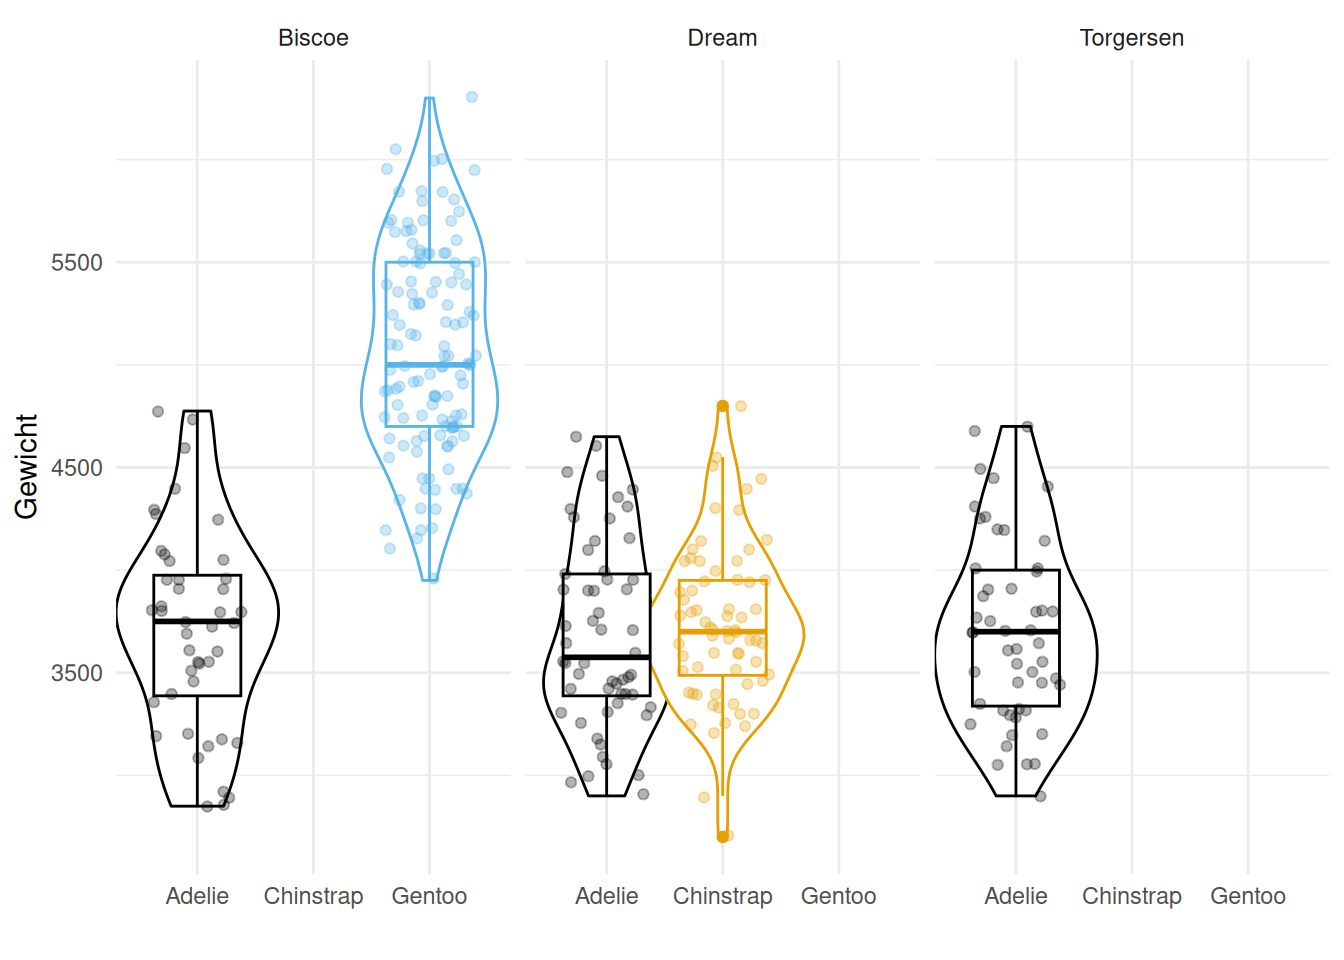 Biscoe Dream Torgersen
Gewicht
5500
4500
3500
Adelie Chinstrap Gentoo Adelie Chinstrap Gentoo Adelie Chinstrap Gentoo